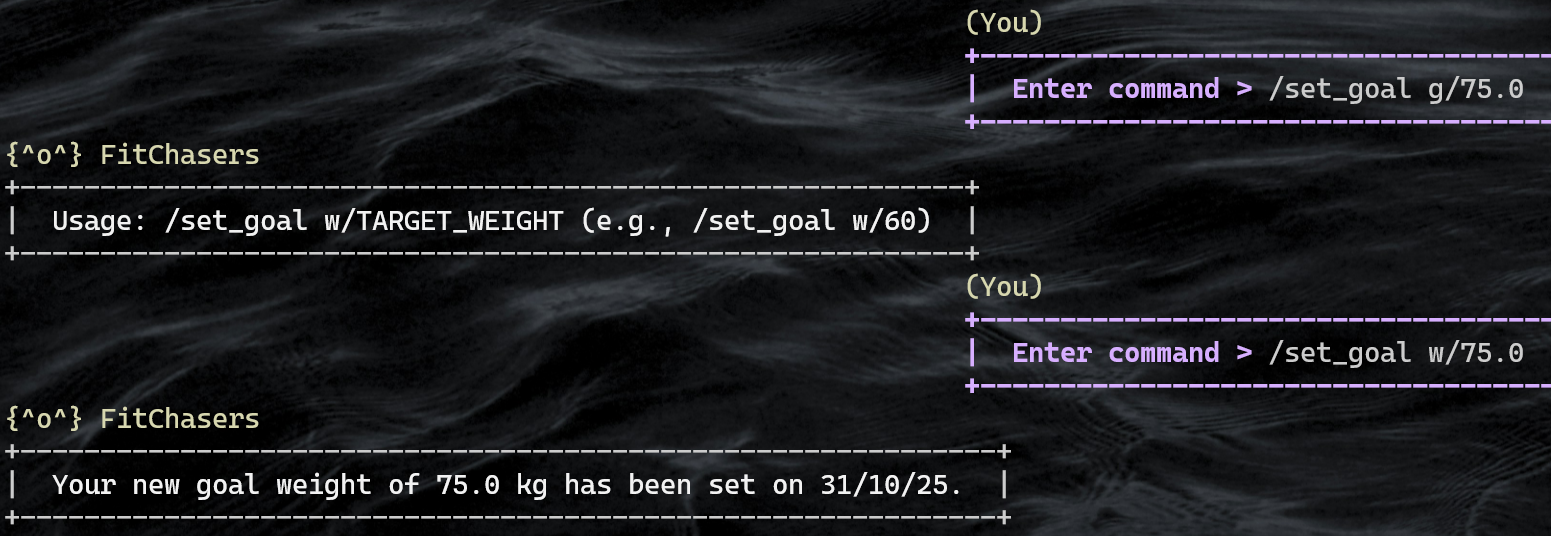 (You)
+------------------------------------
|  Enter command > /set_goal g/75.0
+------------------------------------
{^o^} FitChasers
+-----------------------------------------------------------+
|  Usage: /set_goal w/TARGET_WEIGHT (e.g., /set_goal w/60)  |
+-----------------------------------------------------------+
(You)
+------------------------------------
|  Enter command > /set_goal w/75.0
+------------------------------------
{^o^} FitChasers
+-------------------------------------------------------------+
|  Your new goal weight of 75.0 kg has been set on 31/10/25.  |
+-------------------------------------------------------------+